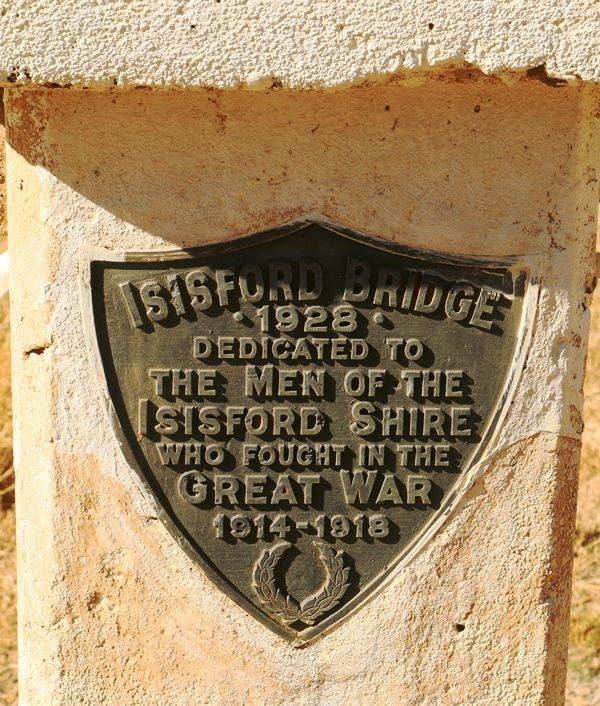 ISISFORD BRIDGE
· 1928 ·
DEDICATED TO
THE MEN OF THE
ISISFORD SHIRE
WHO FOUGHT IN THE
GREAT WAR
1914-1918